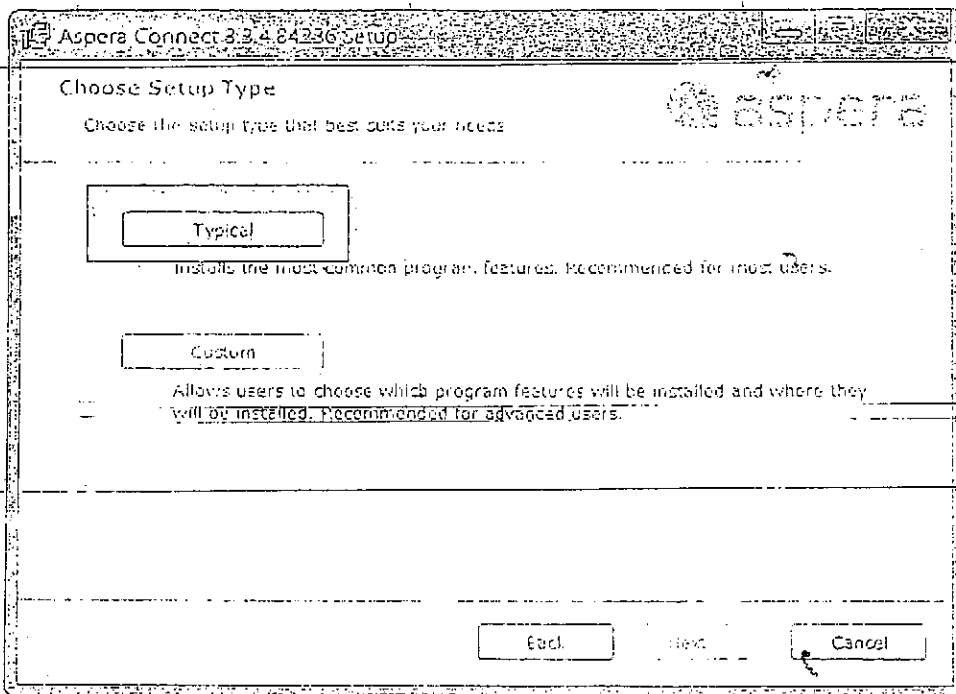 Aspera Connect 3.3.4.84236 Setup
Choose Setup Type
Choose the setup type that best suits your needs
aspera
Typical
Installs the most common program features. Recommended for most users.
Custom
Allows users to choose which program features will be installed and where they
will be installed. Recommended for advanced users.
Back
Next
Cancel